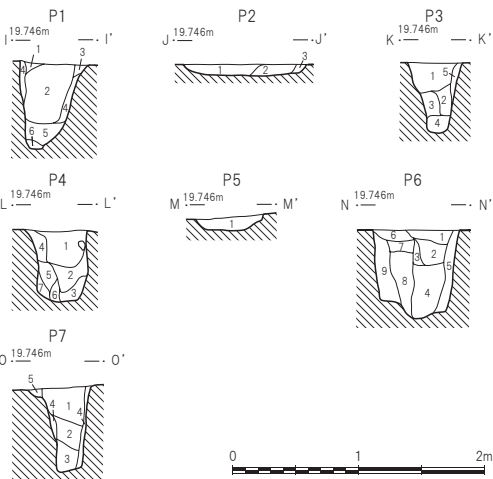 P1
19.746m
I I’
1 3
4
2
4
6 5
P2
19.746m
J J’
1 2 3
P3
19.746m
K K’
1 5
3 2
4
P4
19.746m
L L’
4 1
5 2
7 6 3
P5
19.746m
M M’
1
P6
19.746m
N N’
6 1
7 3 2
9 8 5
4
P7
19.746m
O O’
5
4 1 4
2
3
0 1 2m